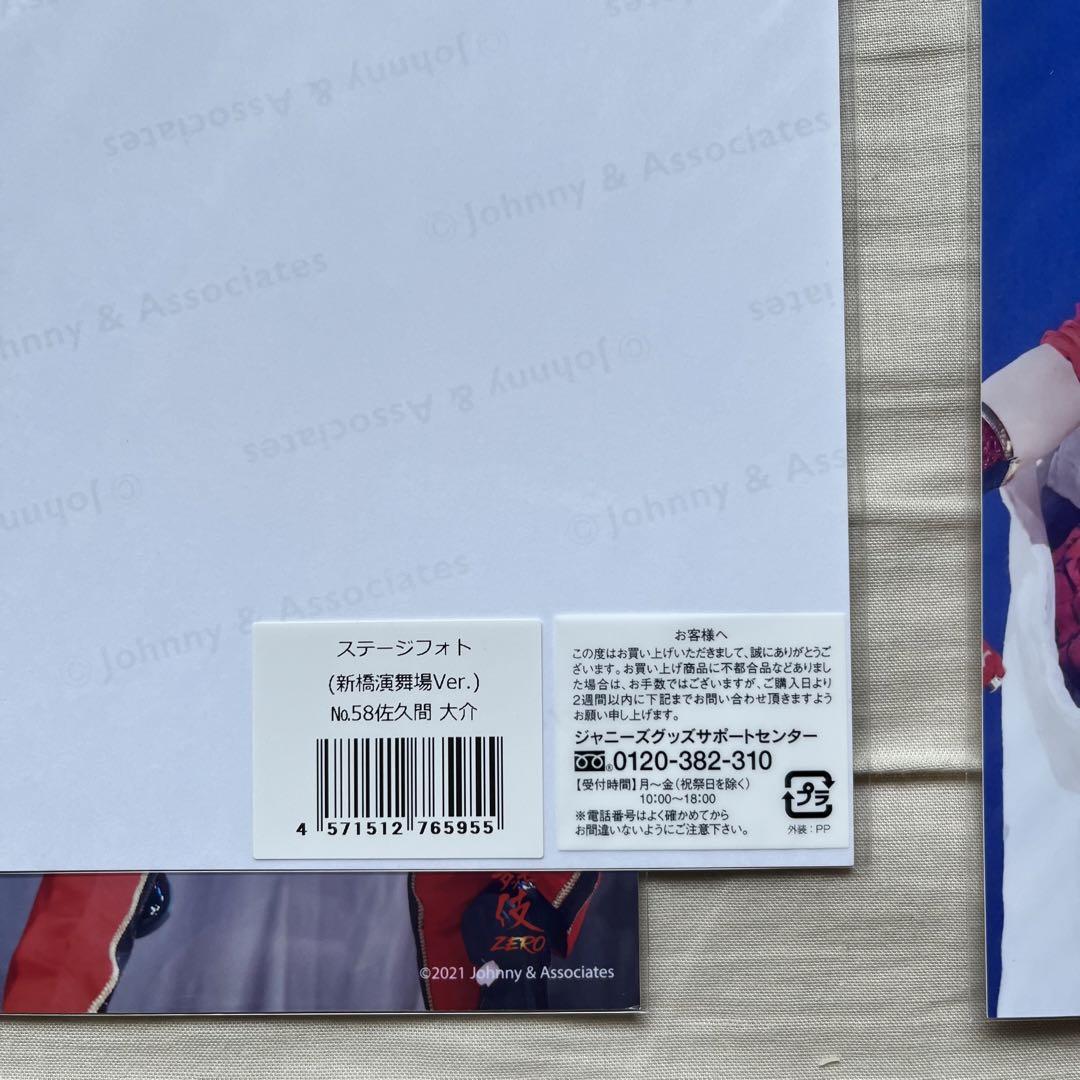 © Johnny & Associates
© Johnny & Associates
© Johnny & Associates
Johnny & Associates
© Johnny & Associates
© Johnny
© Johnny & Associates
Associates
ステージフォト
(新橋演舞場Ver.)
№58佐久間 大介
4 571512 765955
お客様へ
この度はお買い上げいただきまして、誠にありがとうご
ざいます。お買い上げ商品に不都合品などありまし
た場合は、お手数ではございますが、ご購入日より
2週間以内に下記までお問い合わせ頂きますよう
お願い申し上げます。
ジャニーズグッズサポートセンター
0120-382-310
【受付時間】月～金(祝祭日を除く)
10:00～18:00
※電話番号はよく確かめてから
お間違いないようにご注意下さい。
プラ
外装：PP
伎
ZERO
©2021 Johnny & Associates